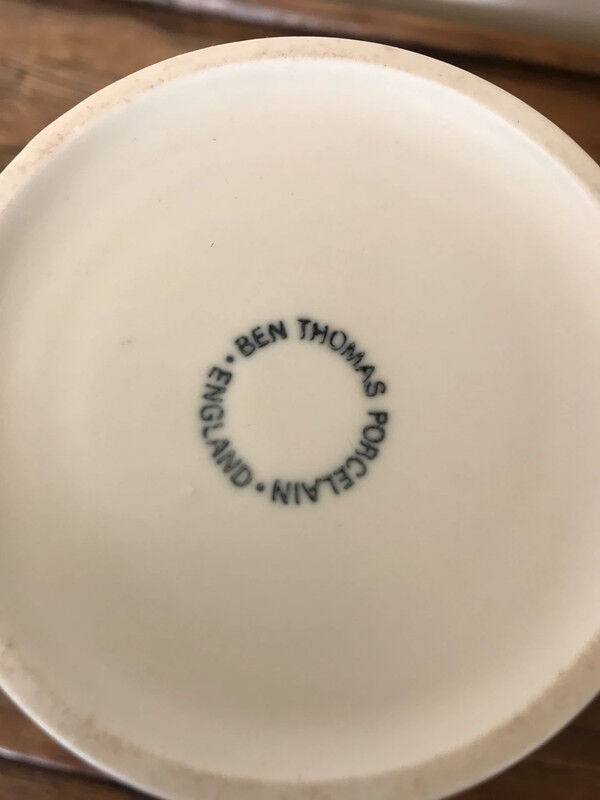 BEN THOMAS PORCELAIN • ENGLAND •